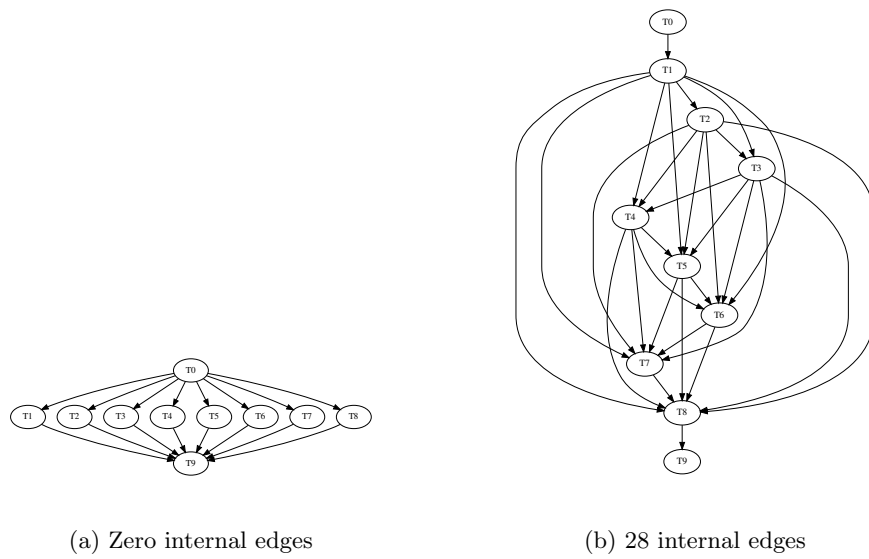 T0
T1
T2
T3
T4
T5
T6
T7
T8
T9
T0
T1 T2 T3 T4 T5 T6 T7 T8
T9
(a) Zero internal edges
(b) 28 internal edges